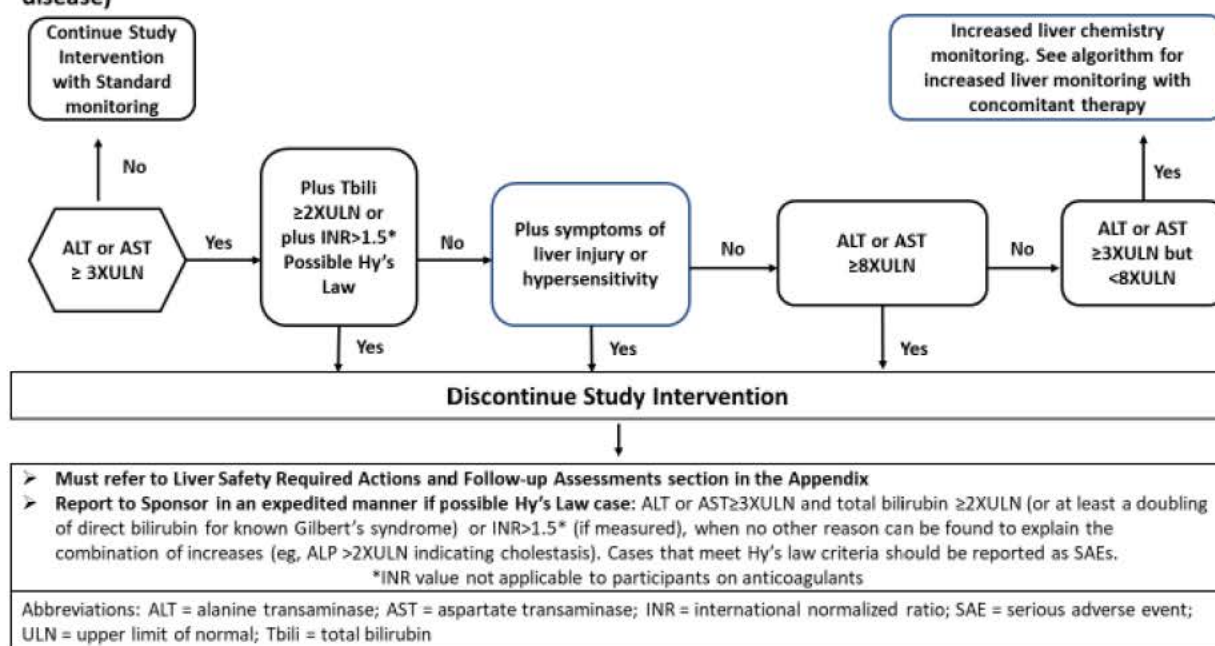 disease)
Continue Study
Intervention
with Standard
monitoring
Increased liver chemistry
monitoring. See algorithm for
increased liver monitoring with
concomitant therapy
No
Yes
ALT or AST
≥ 3XULN
Yes
Plus Tbili
≥2XULN or
plus INR>1.5*
Possible Hy's
Law
No
Plus symptoms of
liver injury or
hypersensitivity
No
ALT or AST
≥8XULN
No
ALT or AST
≥3XULN but
<8XULN
Yes
Yes
Yes
Discontinue Study Intervention
➢ Must refer to Liver Safety Required Actions and Follow-up Assessments section in the Appendix
➢ Report to Sponsor in an expedited manner if possible Hy's Law case: ALT or AST≥3XULN and total bilirubin ≥2XULN (or at least a doubling
of direct bilirubin for known Gilbert's syndrome) or INR>1.5* (if measured), when no other reason can be found to explain the
combination of increases (eg, ALP >2XULN indicating cholestasis). Cases that meet Hy's law criteria should be reported as SAEs.
*INR value not applicable to participants on anticoagulants
Abbreviations: ALT = alanine transaminase; AST = aspartate transaminase; INR = international normalized ratio; SAE = serious adverse event;
ULN = upper limit of normal; Tbili = total bilirubin